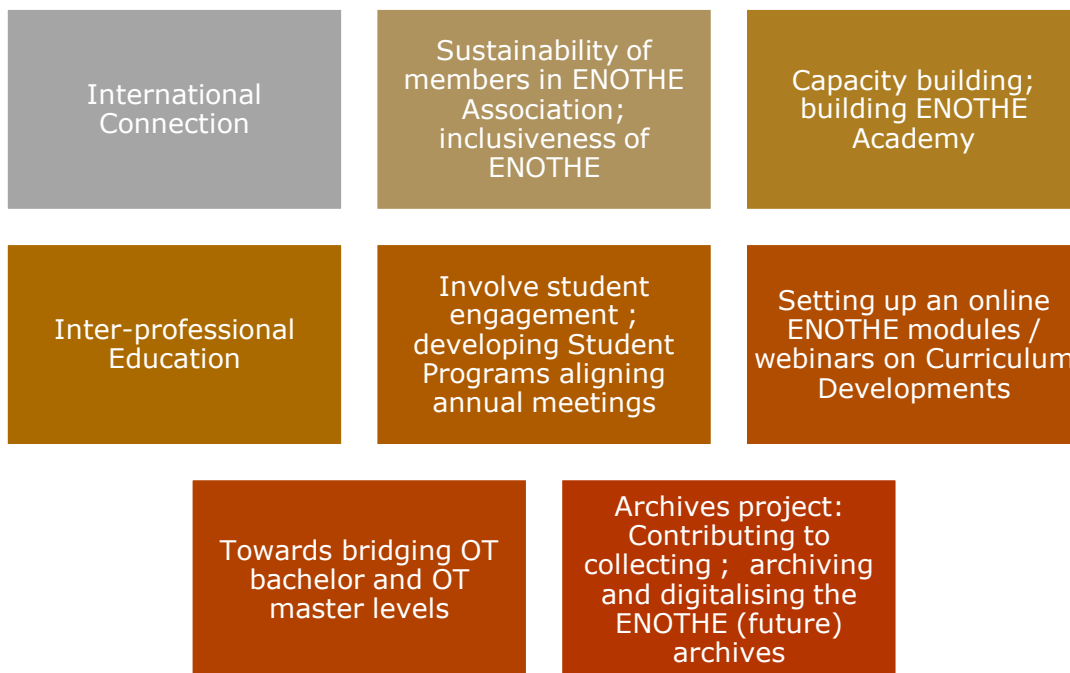 International
Connection
Sustainability of
members in ENOTHE
Association;
inclusiveness of
ENOTHE
Capacity building;
building ENOTHE
Academy
Inter-professional
Education
Involve student
engagement ;
developing Student
Programs aligning
annual meetings
Setting up an online
ENOTHE modules /
webinars on Curriculum
Developments
Towards bridging OT
bachelor and OT
master levels
Archives project:
Contributing to
collecting ;  archiving
and digitalising the
ENOTHE (future)
archives